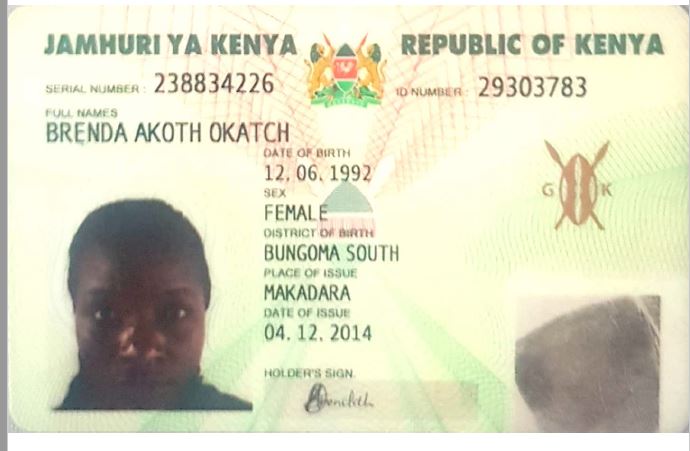 JAMHURI YA KENYA REPUBLIC OF KENYA
SERIAL NUMBER : 238834226 ID NUMBER : 29303783
FULL NAMES
BRENDA AKOTH OKATCH
DATE OF BIRTH
12. 06. 1992
SEX
FEMALE
G K
DISTRICT OF BIRTH
BUNGOMA SOUTH
PLACE OF ISSUE
MAKADARA
DATE OF ISSUE
04. 12. 2014
HOLDER'S SIGN.